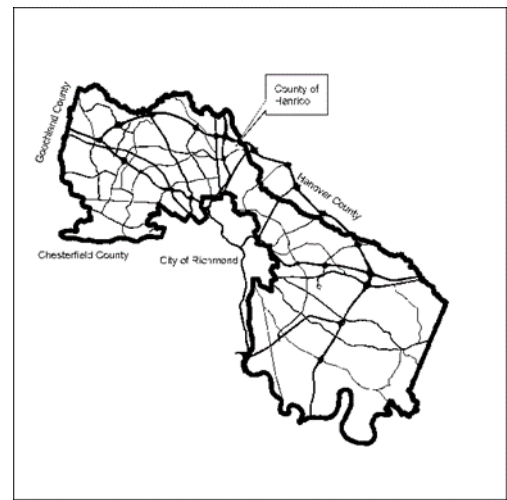 County of
Henrico
Goochland County
Hanover County
Chesterfield County
City of Richmond